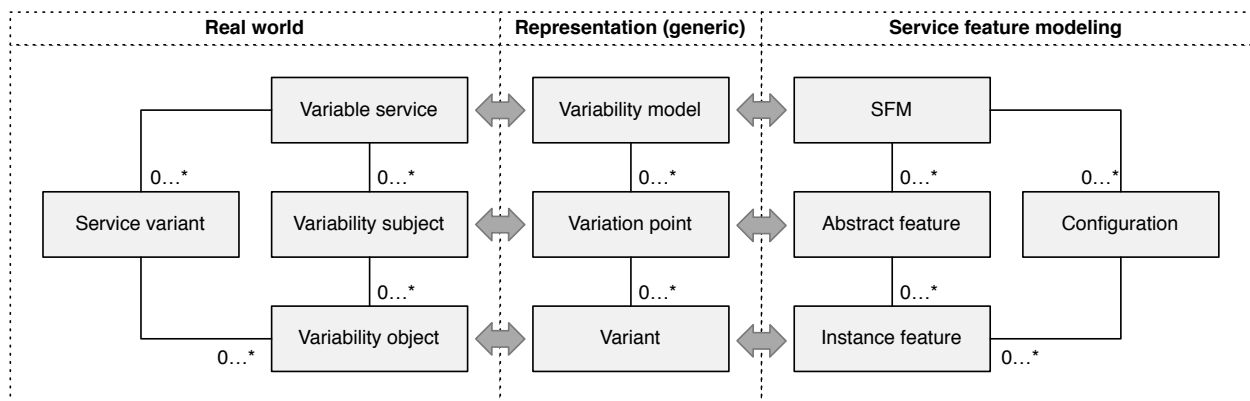 Real world
Representation (generic)
Service feature modeling
Variable service
Variability model
SFM
0...*
0...*
0...*
0...*
0...*
Service variant
Variability subject
Variation point
Abstract feature
Configuration
0...*
0...*
0...*
Variability object
Variant
Instance feature
0...*
0...*